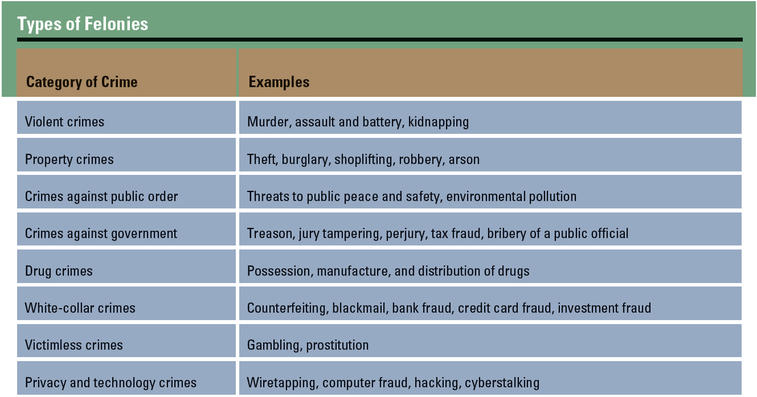 Types of Felonies
Category of Crime Examples
Violent crimes Murder, assault and battery, kidnapping
Property crimes Theft, burglary, shoplifting, robbery, arson
Crimes against public order Threats to public peace and safety, environmental pollution
Crimes against government Treason, jury tampering, perjury, tax fraud, bribery of a public official
Drug crimes Possession, manufacture, and distribution of drugs
White-collar crimes Counterfeiting, blackmail, bank fraud, credit card fraud, investment fraud
Victimless crimes Gambling, prostitution
Privacy and technology crimes Wiretapping, computer fraud, hacking, cyberstalking